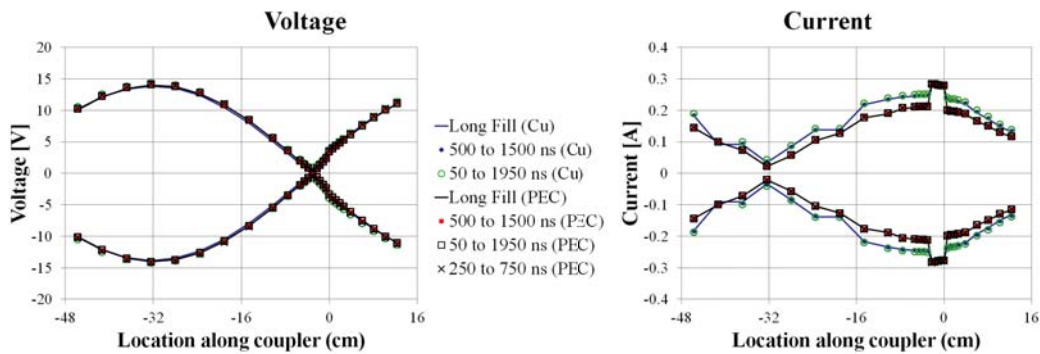 Voltage
20
15
10
5
0
-5
-10
-15
-20
Voltage [V]
-48
-32
-16
0
16
Location along coupler (cm)
Long Fill (Cu)
500 to 1500 ns (Cu)
50 to 1950 ns (Cu)
Long Fill (PEC)
500 to 1500 ns (PEC)
50 to 1950 ns (PEC)
250 to 750 ns (PEC)
Current
0.4
0.3
0.2
0.1
0
-0.1
-0.2
-0.3
-0.4
Current [A]
-48
-32
-16
0
16
Location along coupler (cm)